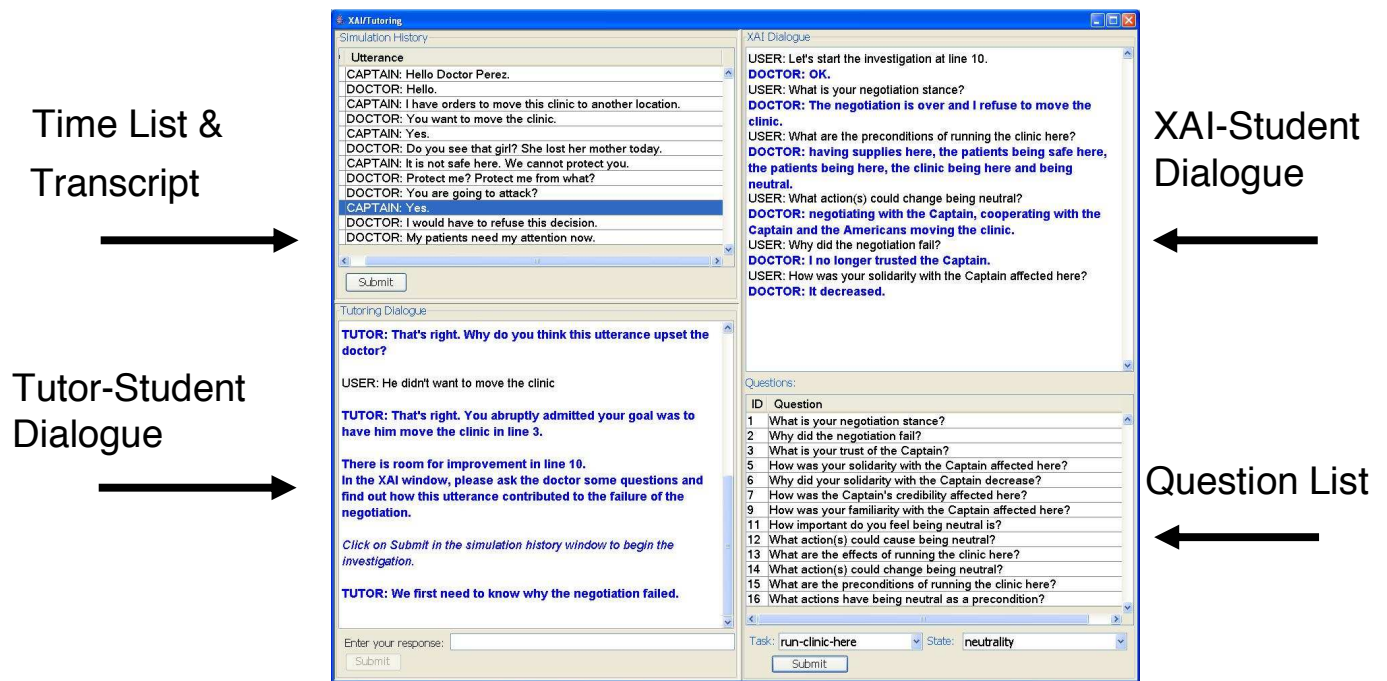 Time List &
Transcript
Tutor-Student
Dialogue
XAI/Tutoring
Simulation History
Utterance
CAPTAIN: Hello Doctor Perez.
DOCTOR: Hello.
CAPTAIN: I have orders to move this clinic to another location.
DOCTOR: You want to move the clinic.
CAPTAIN: Yes.
DOCTOR: Do you see that girl? She lost her mother today.
CAPTAIN: It is not safe here. We cannot protect you.
DOCTOR: Protect me? Protect me from what?
DOCTOR: You are going to attack?
CAPTAIN: Yes.
DOCTOR: I would have to refuse this decision.
DOCTOR: My patients need my attention now.
Submit
Tutoring Dialogue
TUTOR: That's right. Why do you think this utterance upset the
doctor?
USER: He didn't want to move the clinic
TUTOR: That's right. You abruptly admitted your goal was to
have him move the clinic in line 3.
There is room for improvement in line 10.
In the XAI window, please ask the doctor some questions and
find out how this utterance contributed to the failure of the
negotiation.
Click on Submit in the simulation history window to begin the
investigation.
TUTOR: We first need to know why the negotiation failed.
Enter your response:
Submit
XAI Dialogue
USER: Let's start the investigation at line 10.
DOCTOR: OK.
USER: What is your negotiation stance?
DOCTOR: The negotiation is over and I refuse to move the
clinic.
USER: What are the preconditions of running the clinic here?
DOCTOR: having supplies here, the patients being safe here,
the patients being here, the clinic being here and being
neutral.
USER: What action(s) could change being neutral?
DOCTOR: negotiating with the Captain, cooperating with the
Captain and the Americans moving the clinic.
USER: Why did the negotiation fail?
DOCTOR: I no longer trusted the Captain.
USER: How was your solidarity with the Captain affected here?
DOCTOR: It decreased.
Questions:
ID Question
1 What is your negotiation stance?
2 Why did the negotiation fail?
3 What is your trust of the Captain?
5 How was your solidarity with the Captain affected here?
6 Why did your solidarity with the Captain decrease?
7 How was the Captain's credibility affected here?
9 How was your familiarity with the Captain affected here?
11 How important do you feel being neutral is?
12 What action(s) could cause being neutral?
13 What are the effects of running the clinic here?
14 What action(s) could change being neutral?
15 What are the preconditions of running the clinic here?
16 What actions have being neutral as a precondition?
Task: run-clinic-here State: neutrality
Submit
XAI-Student
Dialogue
Question List